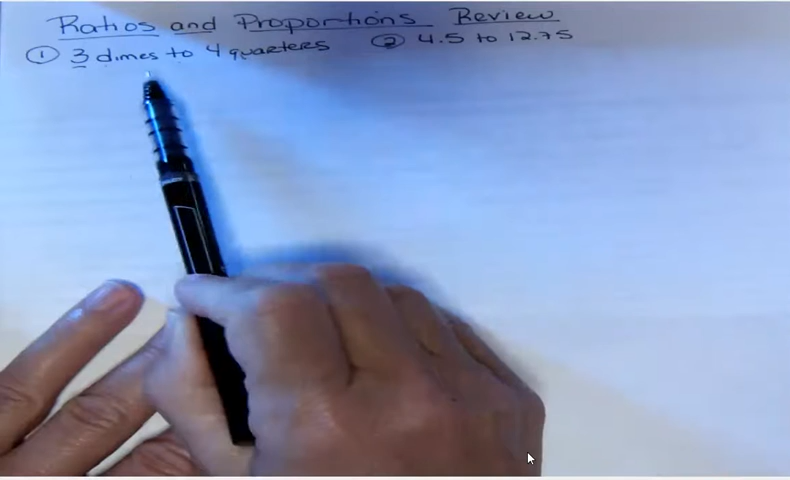 Ratios and Proportions Review
① 3 dimes to 4 quarters ② 4.5 to 12.75